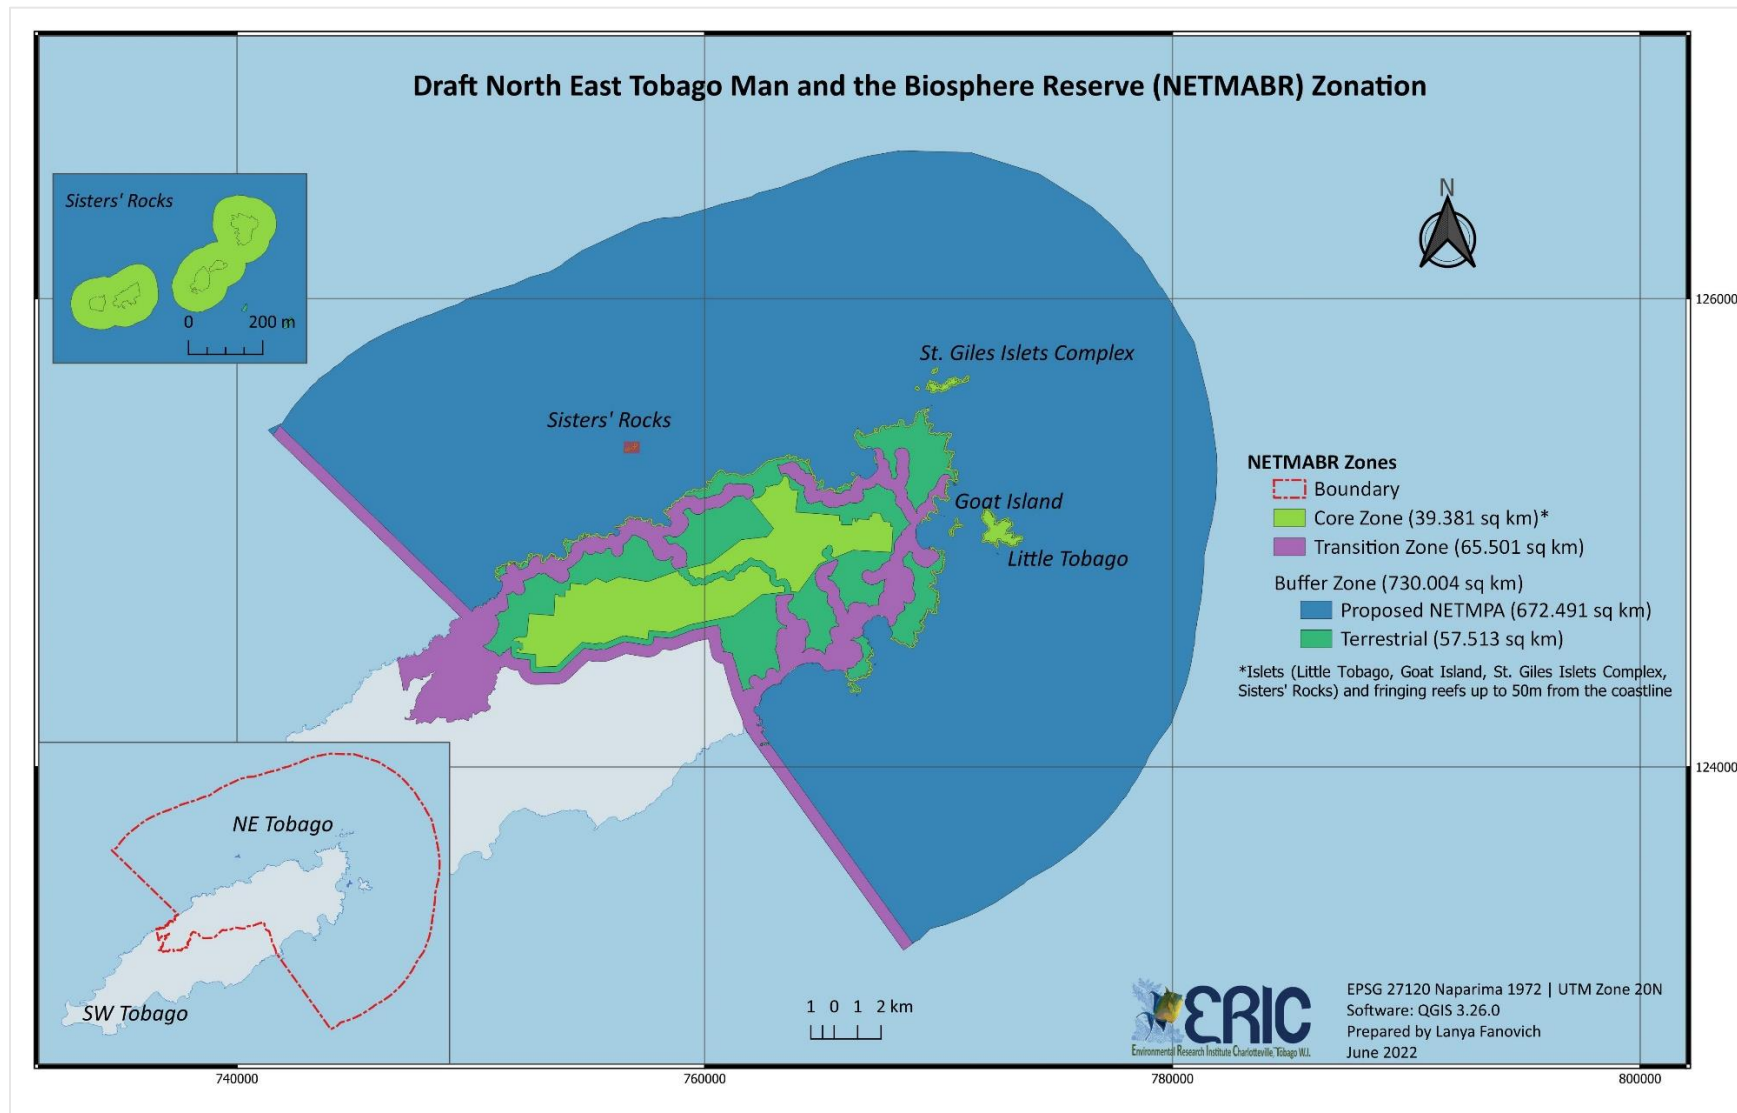 Draft North East Tobago Man and the Biosphere Reserve (NETMABR) Zonation
Sisters' Rocks
0 200 m
N
126000
St. Giles Islets Complex
Sisters' Rocks
Goat Island
Little Tobago
NETMABR Zones
Boundary
Core Zone (39.381 sq km)*
Transition Zone (65.501 sq km)
Buffer Zone (730.004 sq km)
Proposed NETMPA (672.491 sq km)
Terrestrial (57.513 sq km)
*Islets (Little Tobago, Goat Island, St. Giles Islets Complex,
Sisters' Rocks) and fringing reefs up to 50m from the coastline
124000
NE Tobago
SW Tobago
1 0 1 2 km
ERIC
Environmental Research Institute Charlotteville, Tobago W.I.
EPSG 27120 Naparima 1972 | UTM Zone 20N
Software: QGIS 3.26.0
Prepared by Lanya Fanovich
June 2022
740000 760000 780000 800000